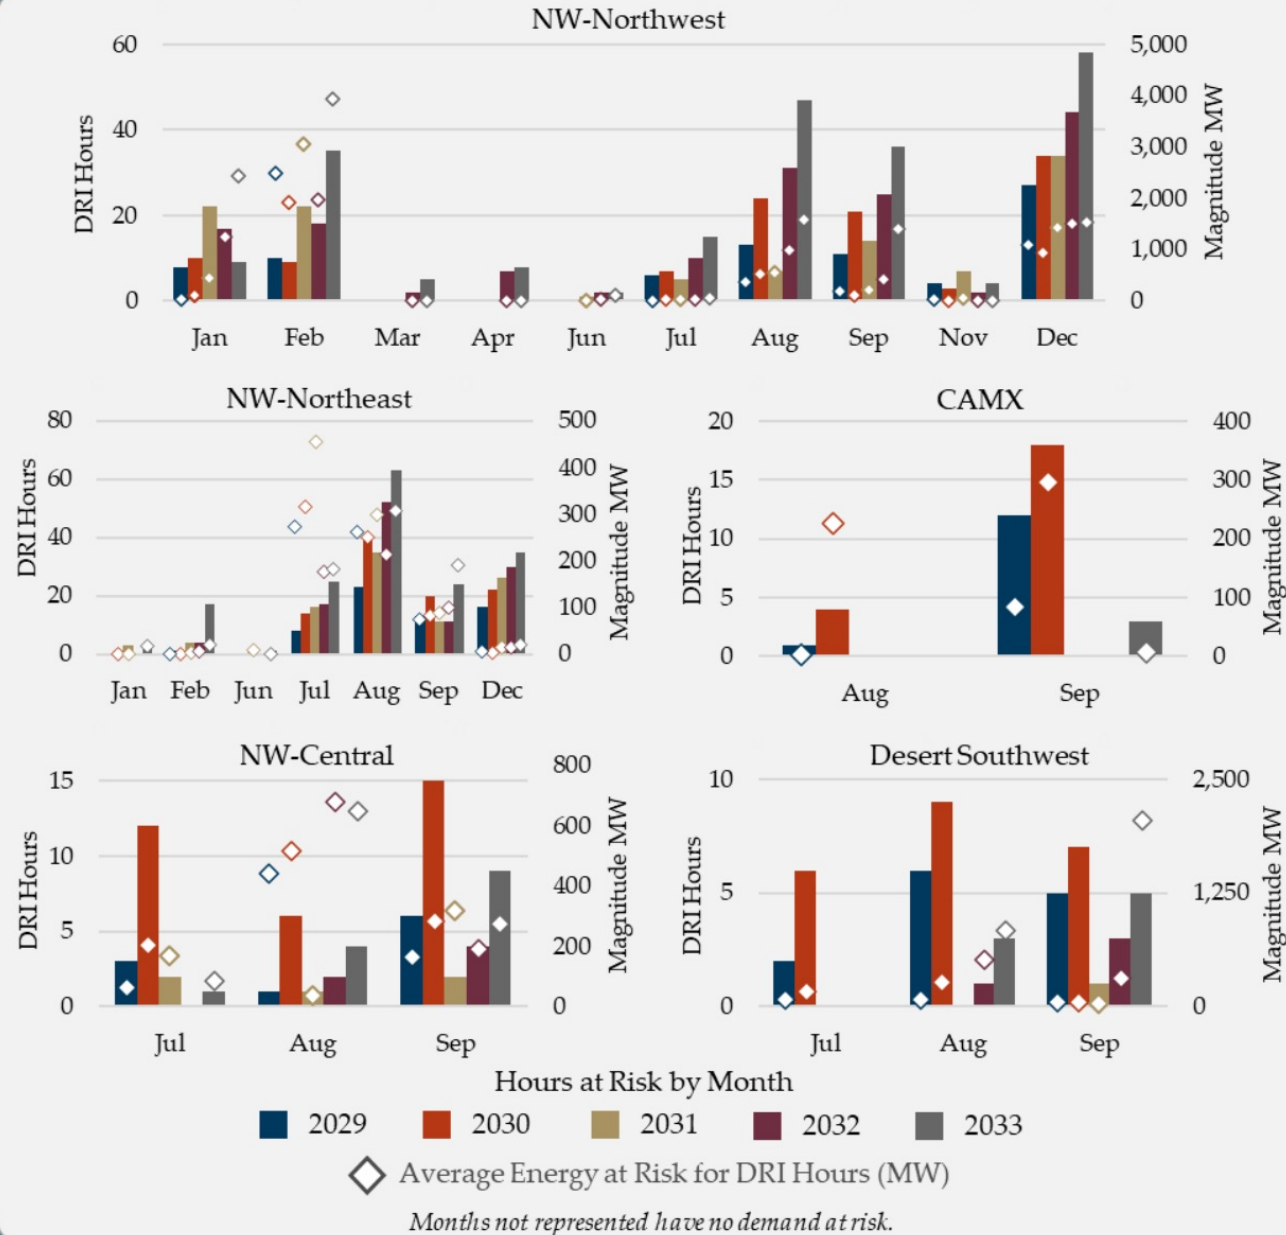 NW-Northwest
60 5,000
4,000
40 3,000
20 2,000
1,000
0 0
DRI Hours
Magnitude MW
Jan Feb Mar Apr Jun Jul Aug Sep Nov Dec
NW-Northeast
80 500
400
60
300
40
200
20
100
0 0
DRI Hours
Magnitude MW
Jan Feb Jun Jul Aug Sep Dec
CAMX
20 400
15 300
10 200
5 100
0 0
DRI Hours
Magnitude MW
Aug Sep
NW-Central
15 800
600
10
400
5
200
0 0
DRI Hours
Magnitude MW
Jul Aug Sep
Desert Southwest
10 2,500
5 1,250
0 0
DRI Hours
Magnitude MW
Jul Aug Sep
Hours at Risk by Month
2029 2030 2031 2032 2033
Average Energy at Risk for DRI Hours (MW)
Months not represented have no demand at risk.